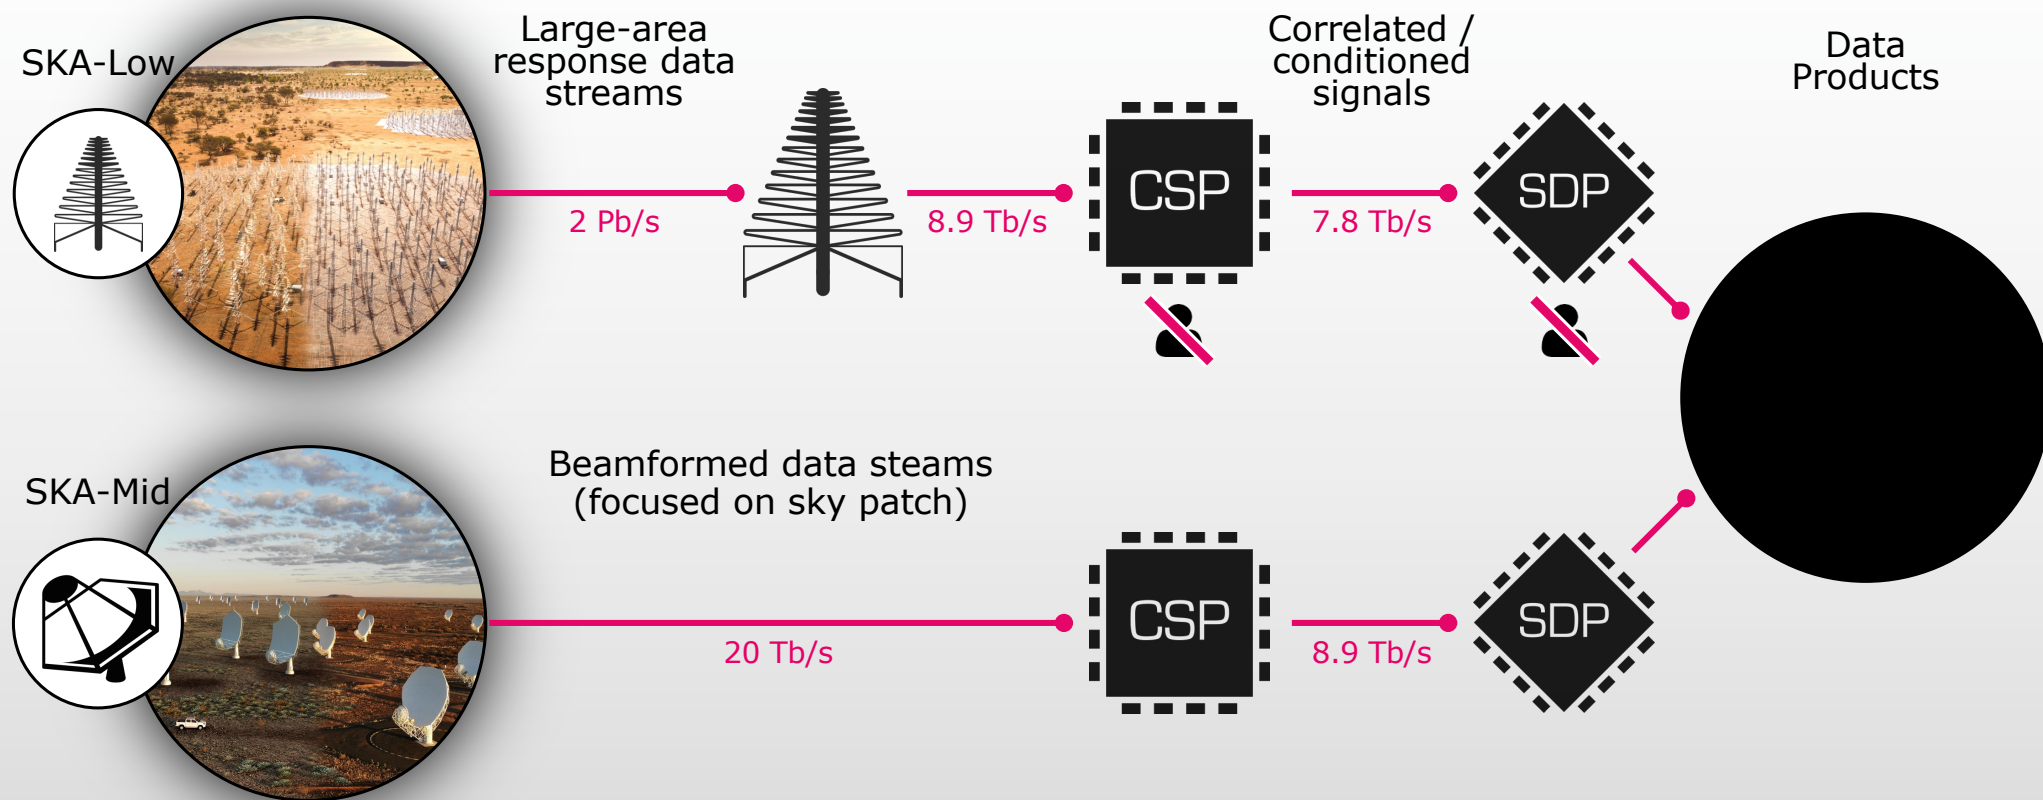 SKA-Low
Large-area
response data
streams
Correlated /
conditioned
signals
Data
Products
2 Pb/s
8.9 Tb/s
CSP
7.8 Tb/s
SDP
SKA-Mid
Beamformed data steams
(focused on sky patch)
20 Tb/s
CSP
8.9 Tb/s
SDP